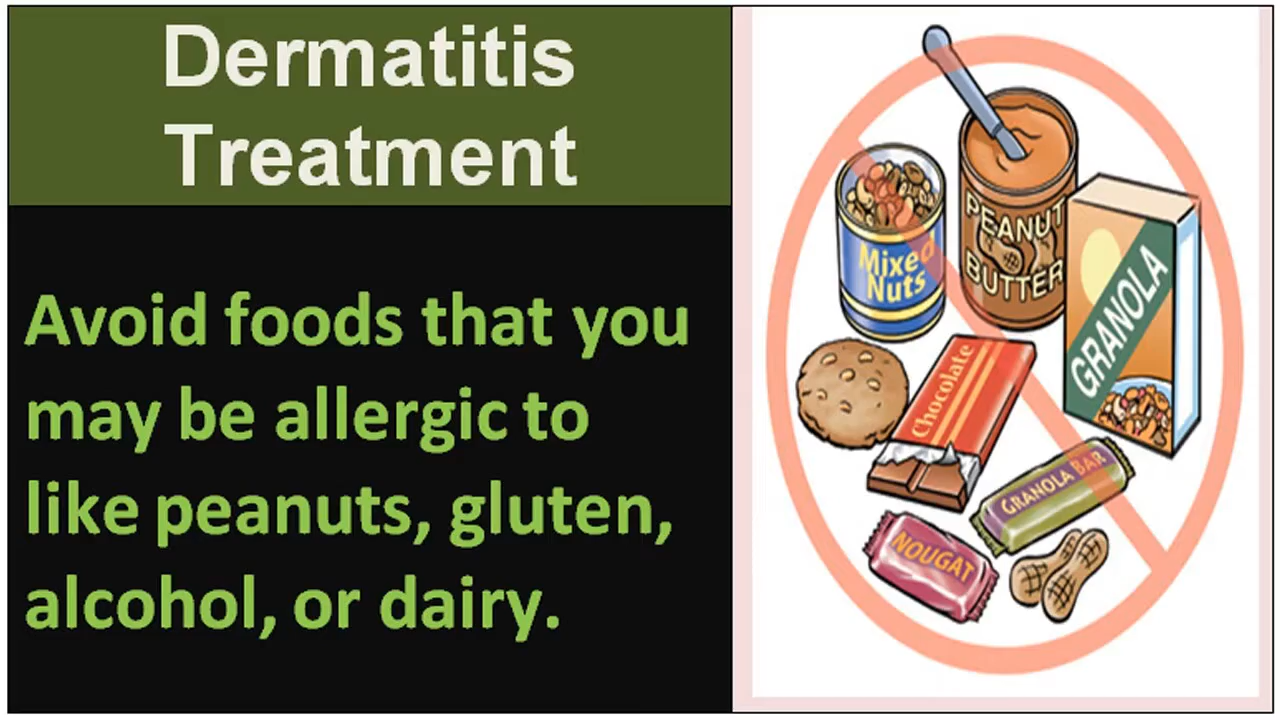 Dermatitis
Treatment
Avoid foods that you
may be allergic to
like peanuts, gluten,
alcohol, or dairy.
Mixed
Nuts
PEANUT
BUTTER
GRANOLA
Chocolate
GRANOLA BAR
NOUGAT